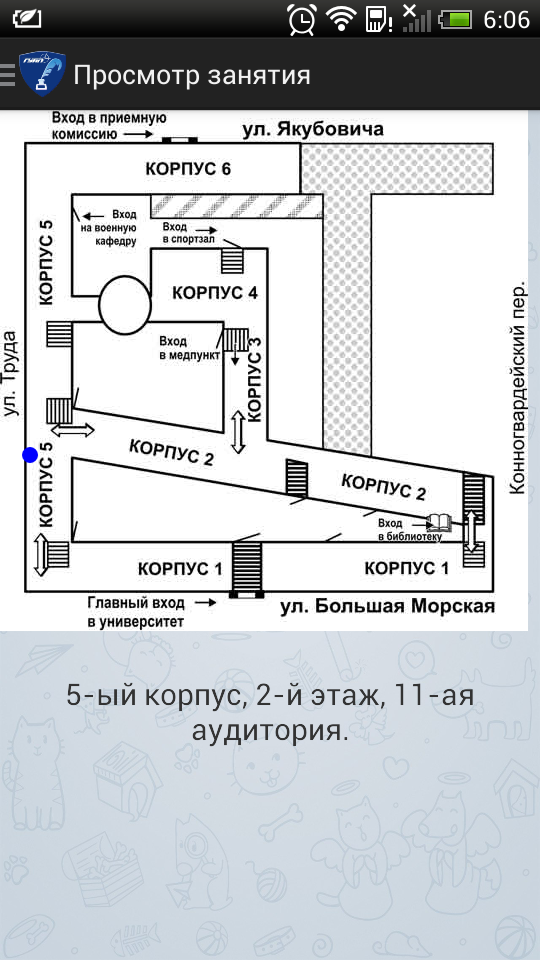 6:06
ГУАП
Просмотр занятия
Вход в приемную
комиссию
ул. Якубовича
КОРПУС 6
Вход
на военную
кафедру
Вход
в спортзал
КОРПУС 5
КОРПУС 4
Вход
в медпункт
КОРПУС 3
ул. Труда
Конногвардейский пер.
КОРПУС 5
КОРПУС 2
КОРПУС 2
Вход
в библиотеку
КОРПУС 1
КОРПУС 1
Главный вход
в университет
ул. Большая Морская
5-ый корпус, 2-й этаж, 11-ая
аудитория.